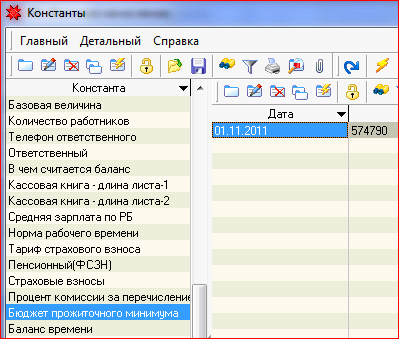 Константы
Главный Детальный Справка
Константа
Базовая величина
Количество работников
Телефон ответственного
Ответственный
В чем считается баланс
Кассовая книга - длина листа-1
Кассовая книга - длина листа-2
Средняя зарплата по РБ
Норма рабочего времени
Тариф страхового взноса
Пенсионный(ФСЗН)
Страховые взносы
Процент комиссии за перечисление
Бюджет прожиточного минимума
Баланс времени
Дата
01.11.2011 574790